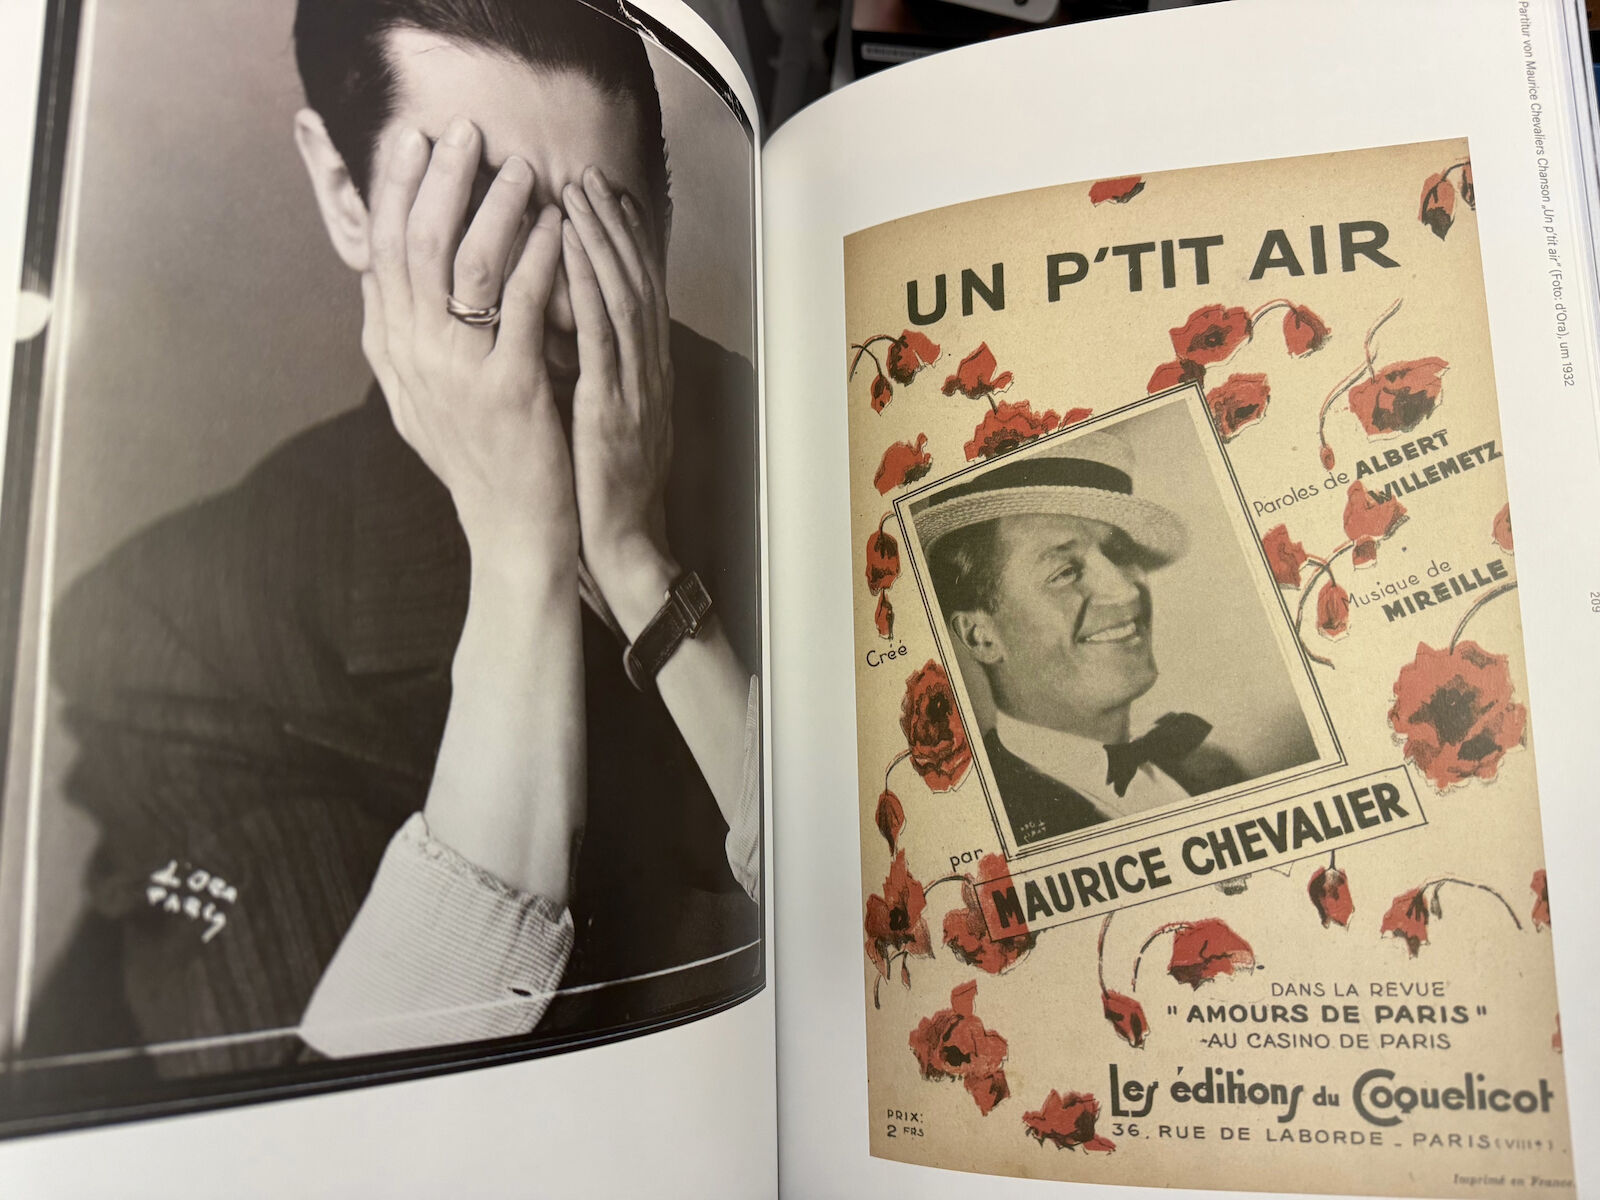 d'Ora
PARIS
Partitur von Maurice Chevaliers Chanson „Un p'tit air“ (Foto: d'Ora), um 1932
209
UN P'TIT AIR
Paroles de ALBERT
WILLEMETZ
Musique de
MIREILLE
Créé
par
MAURICE CHEVALIER
DANS LA REVUE
"AMOURS DE PARIS"
AU CASINO DE PARIS
Les éditions du Coquelicot
36. RUE DE LABORDE - PARIS (VIIIe)
PRIX:
2 FRS
Imprimé en France.